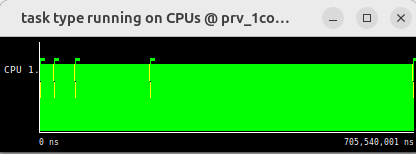 task type running on CPUs @ prv_1co...
CPU 1.
0 ns
705,540,001 ns